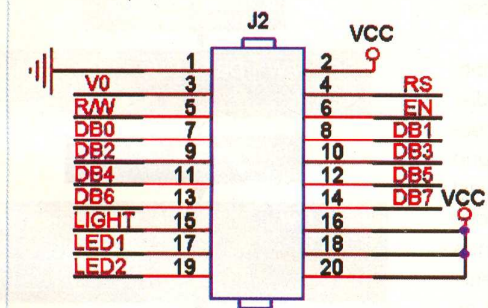 J2
VCC
1 2
V0 3 4 RS
R/W 5 6 EN
DB0 7 8 DB1
DB2 9 10 DB3
DB4 11 12 DB5
DB6 13 14 DB7 VCC
LIGHT 15 16
LED1 17 18
LED2 19 20